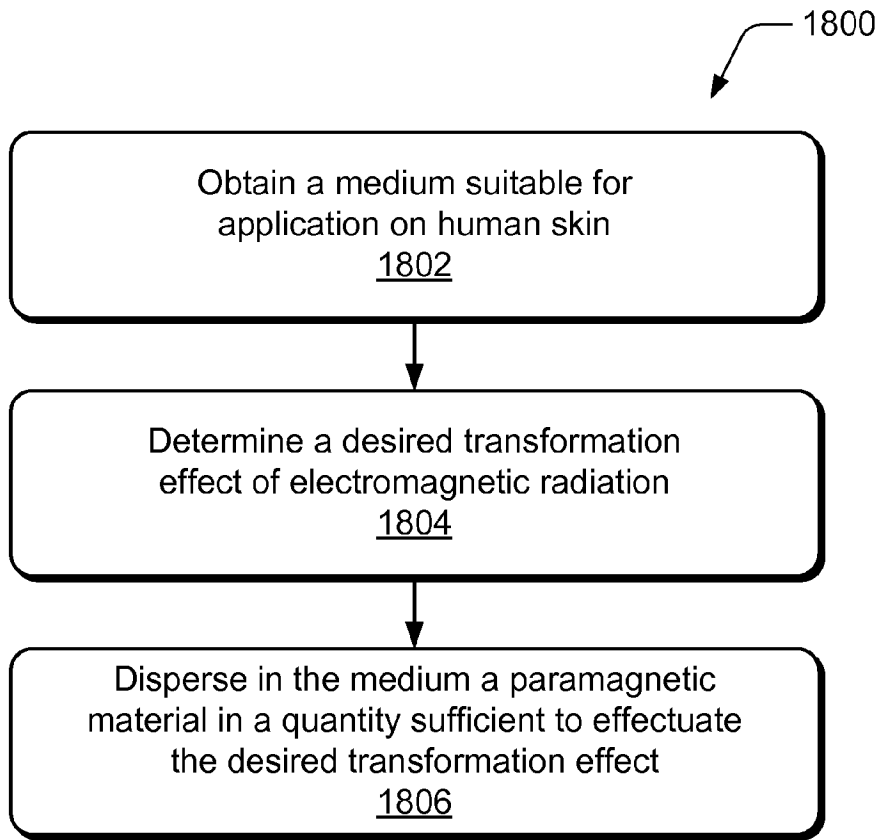 1800
Obtain a medium suitable for
application on human skin
1802
Determine a desired transformation
effect of electromagnetic radiation
1804
Disperse in the medium a paramagnetic
material in a quantity sufficient to effectuate
the desired transformation effect
1806